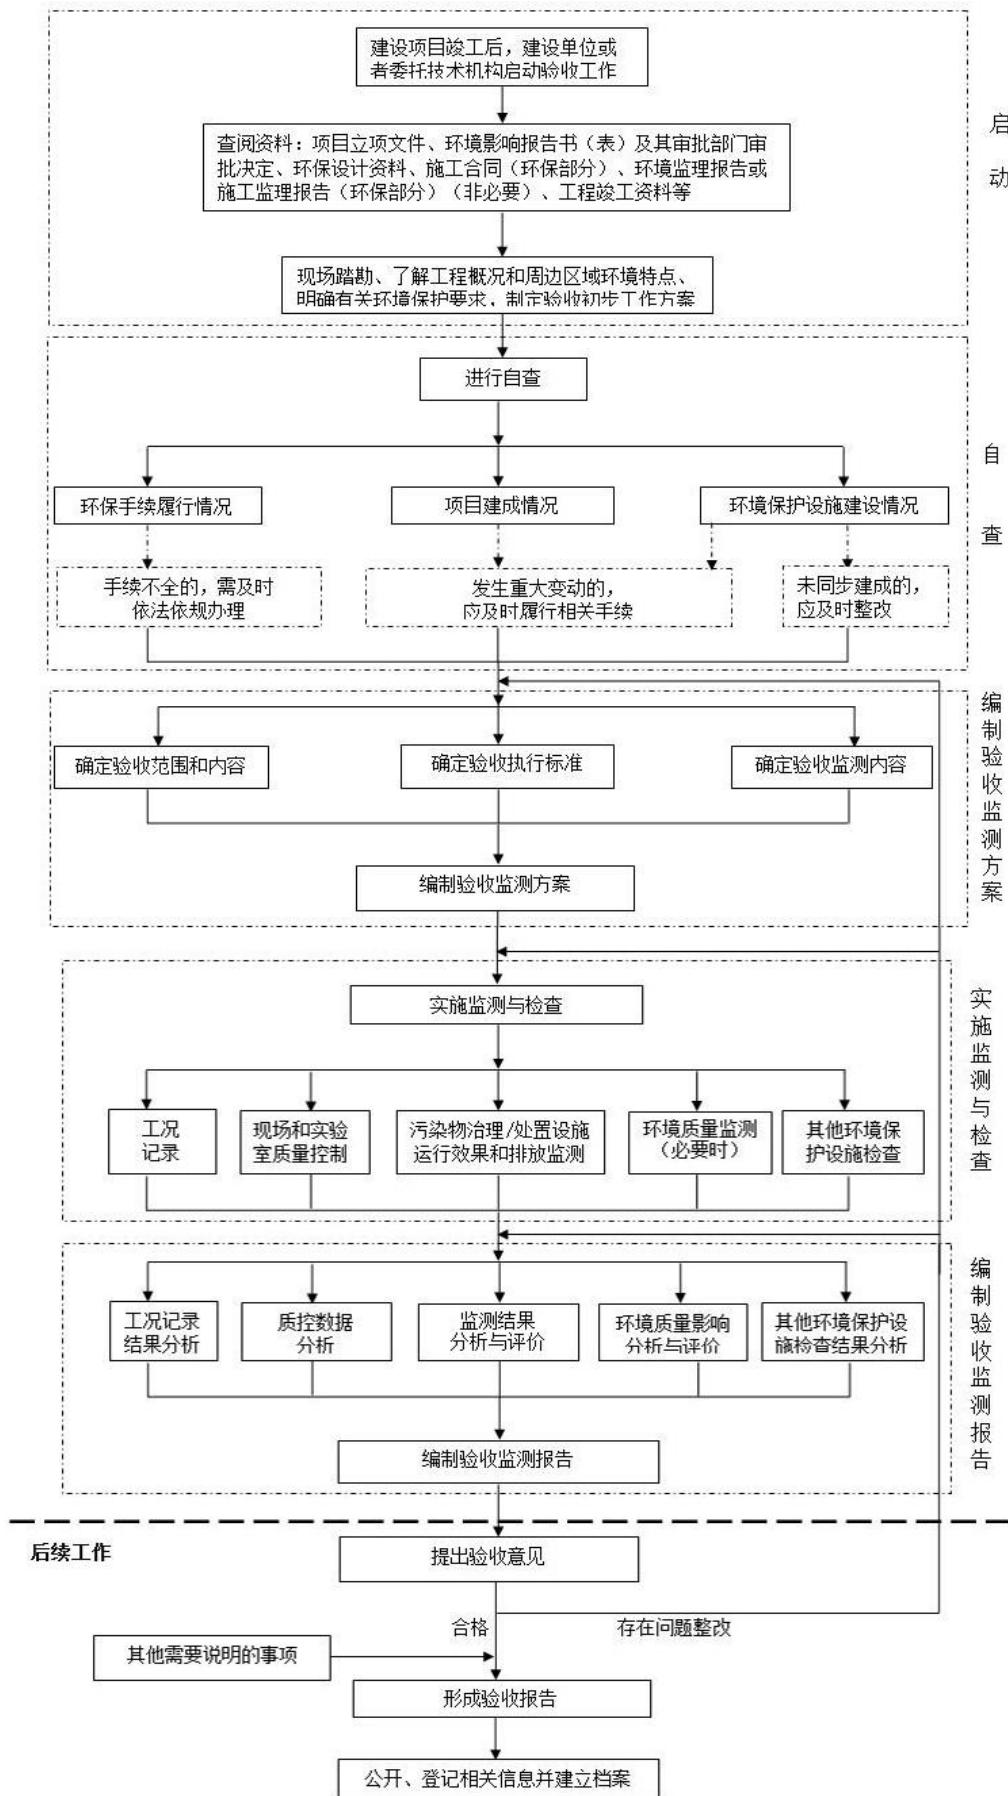 建设项目竣工后，建设单位或
者委托技术机构启动验收工作
启
动
查阅资料：项目立项文件、环境影响报告书（表）及其审批部门审
批决定、环保设计资料、施工合同（环保部分）、环境监理报告或
施工监理报告（环保部分）（非必要）、工程竣工资料等
现场踏勘、了解工程概况和周边区域环境特点、
明确有关环境保护要求，制定验收初步工作方案
进行自查
自
查
环保手续履行情况
项目建成情况
环境保护设施建设情况
手续不全的，需及时
依法依规办理
发生重大变动的，
应及时履行相关手续
未同步建成的，
应及时整改
编
制
验
收
监
测
方
案
确定验收范围和内容
确定验收执行标准
确定验收监测内容
编制验收监测方案
实
施
监
测
与
检
查
实施监测与检查
工况
记录
现场和实验
室质量控制
污染物治理/处置设施
运行效果和排放监测
环境质量监测
（必要时）
其他环境保
护设施检查
编
制
验
收
监
测
报
告
工况记录
结果分析
质控数据
分析
监测结果
分析与评价
环境质量影响
分析与评价
其他环境保护设
施检查结果分析
编制验收监测报告
后续工作
提出验收意见
合格
存在问题整改
其他需要说明的事项
形成验收报告
公开、登记相关信息并建立档案